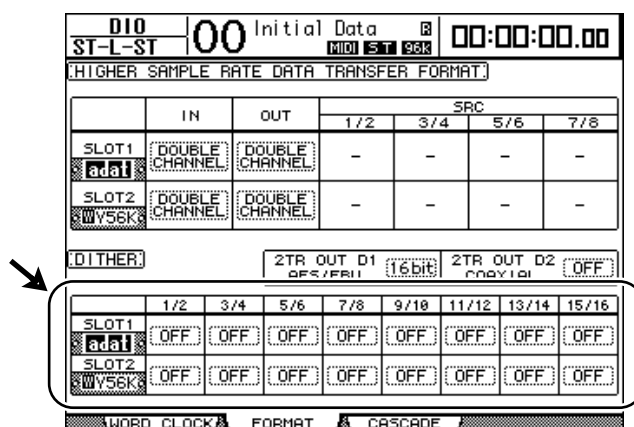 DIO 00 Initial Data R 00:00:00.00
ST-L-ST MIDI ST 96K
HIGHER SAMPLE RATE DATA TRANSFER FORMAT
IN OUT SRC
1/2 3/4 5/6 7/8
SLOT1 adat DOUBLE CHANNEL DOUBLE CHANNEL - - - -
SLOT2 WY56K DOUBLE CHANNEL DOUBLE CHANNEL - - - -
DITHER 2TR OUT D1 AES/EBU 16bit 2TR OUT D2 COAXIAL OFF
1/2 3/4 5/6 7/8 9/10 11/12 13/14 15/16
SLOT1 adat OFF OFF OFF OFF OFF OFF OFF OFF
SLOT2 WY56K OFF OFF OFF OFF OFF OFF OFF OFF
WORD CLOCK FORMAT CASCADE